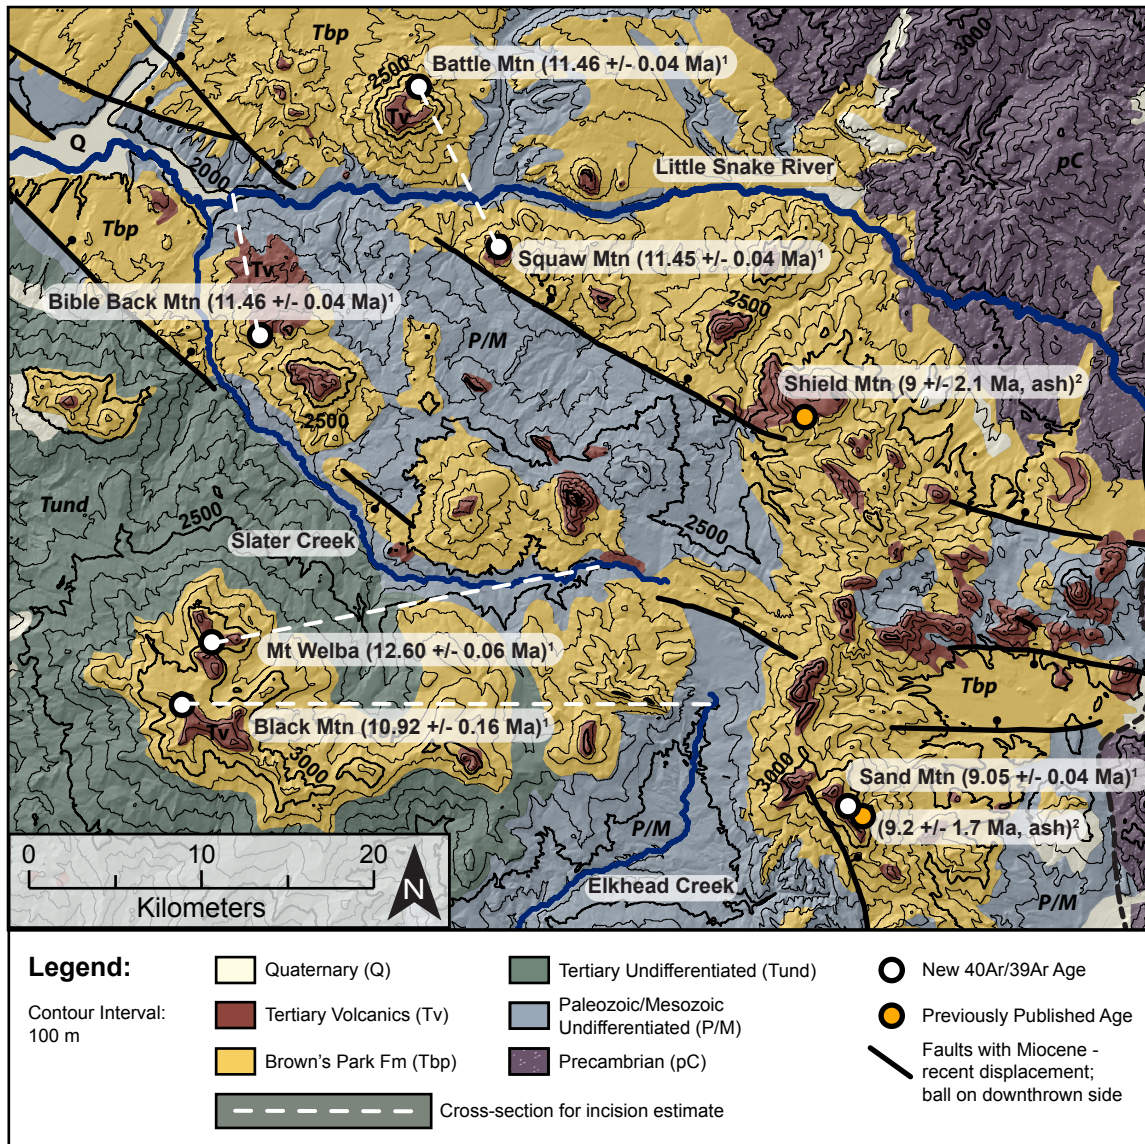 Tbp
3000
2500
Battle Mtn (11.46 +/- 0.04 Ma)¹
Tv
Q
pC
2000
Little Snake River
Tbp
Squaw Mtn (11.45 +/- 0.04 Ma)¹
Tv
Bible Back Mtn (11.46 +/- 0.04 Ma)¹
2500
P/M
Shield Mtn (9 +/- 2.1 Ma, ash)²
2500
Tund
2500
2500
Slater Creek
Mt Welba (12.60 +/- 0.06 Ma)¹
Tbp
Black Mtn (10.92 +/- 0.16 Ma)¹
Tv
3000
3000
Sand Mtn (9.05 +/- 0.04 Ma)¹
(9.2 +/- 1.7 Ma, ash)²
P/M
Elkhead Creek
P/M
0 10 20
Kilometers
N
Legend:
Contour Interval:
100 m
Quaternary (Q)
Tertiary Volcanics (Tv)
Brown's Park Fm (Tbp)
Tertiary Undifferentiated (Tund)
Paleozoic/Mesozoic
Undifferentiated (P/M)
Precambrian (pC)
Cross-section for incision estimate
New 40Ar/39Ar Age
Previously Published Age
Faults with Miocene -
recent displacement;
ball on downthrown side